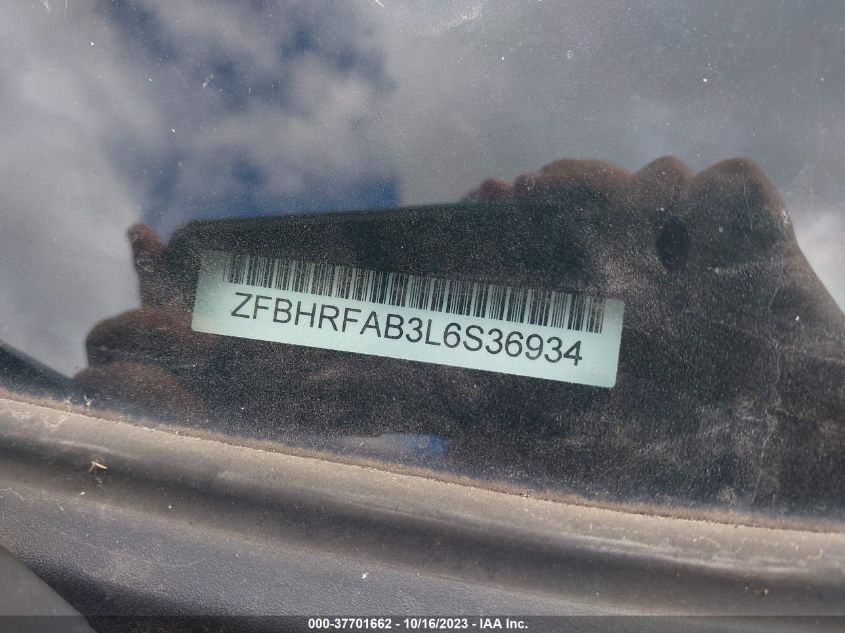 ZFBHRFAB3L6S36934
000-37701662 - 10/16/2023 - IAA Inc.